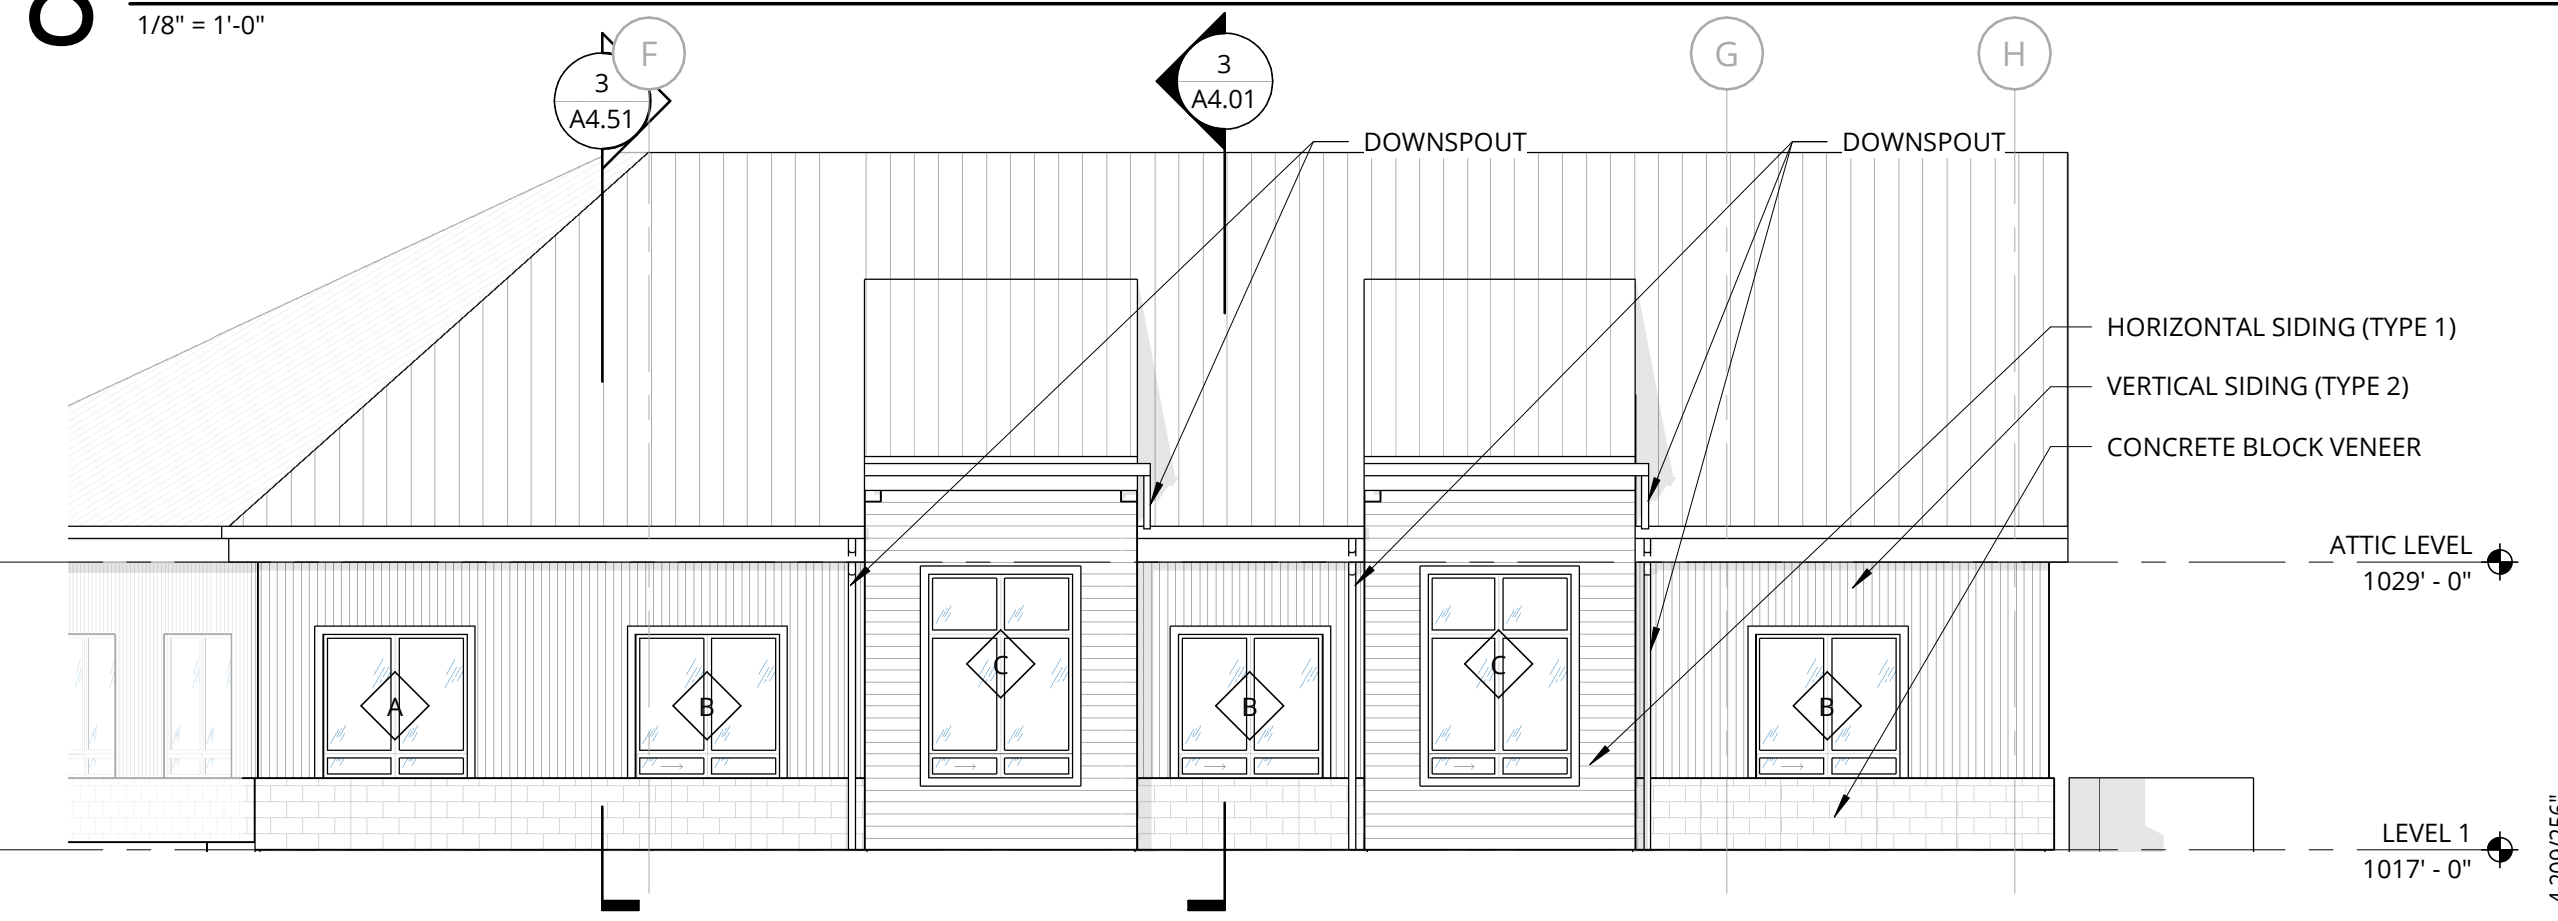 1/8" = 1'-0"
3
A4.51
F
3
A4.01
G
H
DOWNSPOUT
DOWNSPOUT
HORIZONTAL SIDING (TYPE 1)
VERTICAL SIDING (TYPE 2)
CONCRETE BLOCK VENEER
ATTIC LEVEL
1029' - 0"
A
B
C
B
C
B
LEVEL 1
1017' - 0"